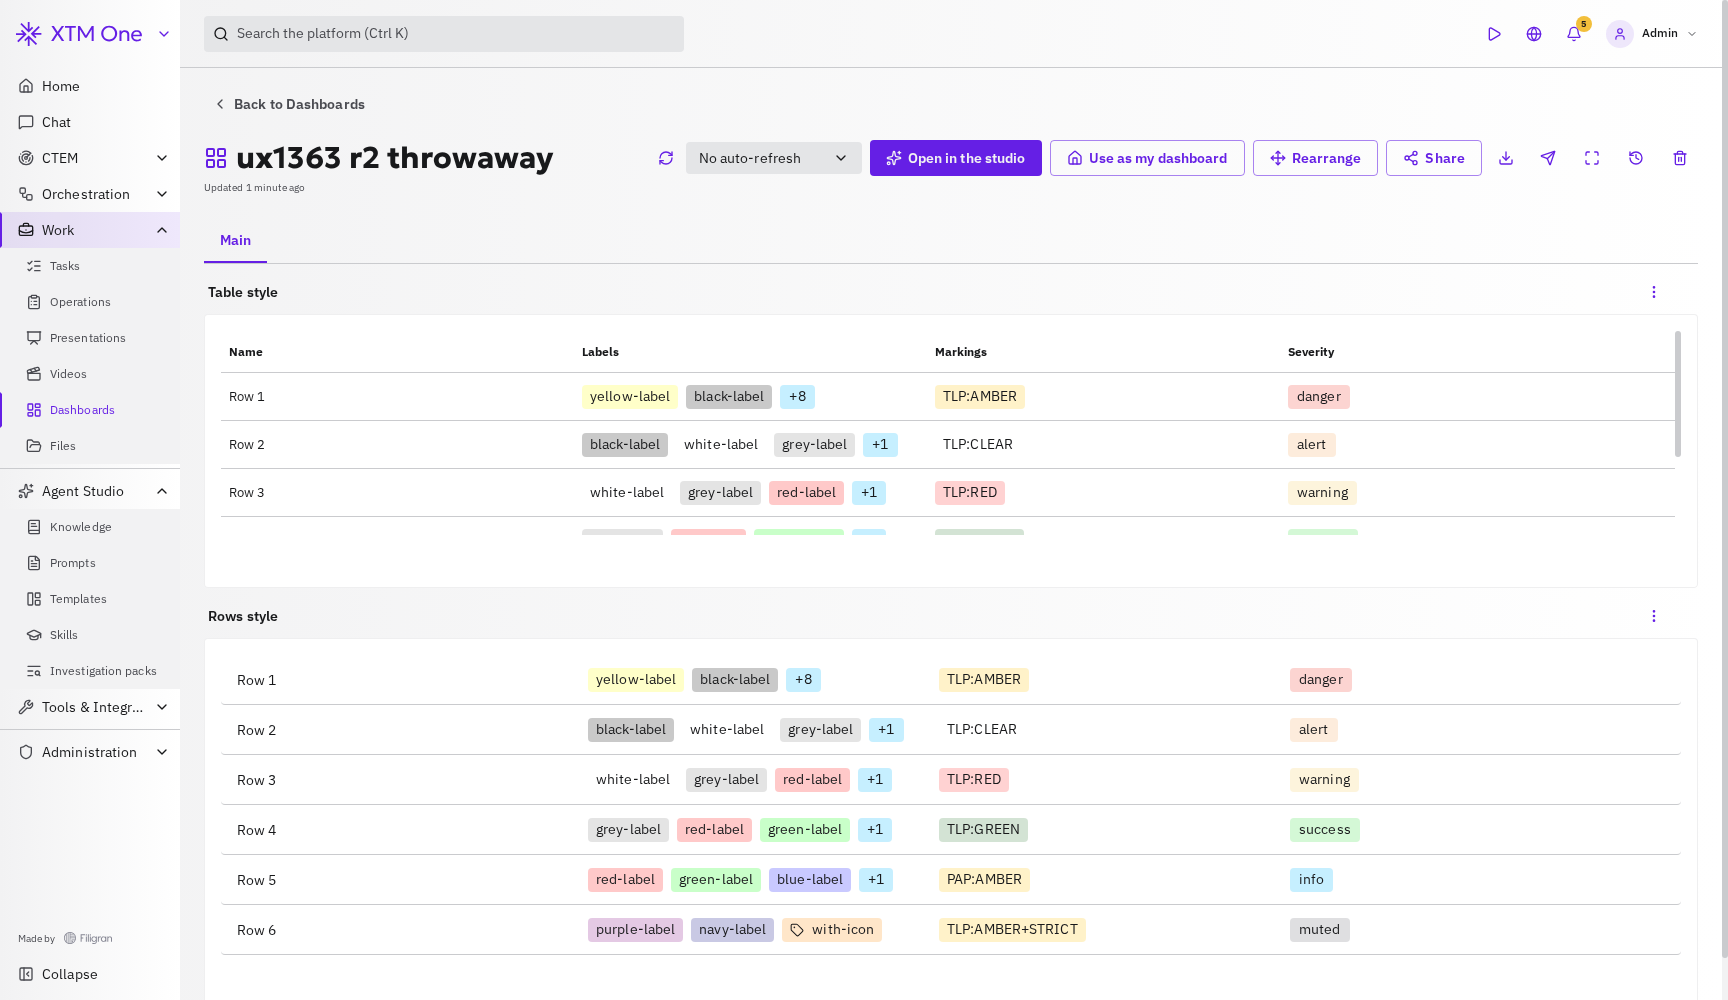 XTM One
Search the platform (Ctrl K)
5
Admin
Home
Chat
CTEM
Orchestration
Work
Tasks
Operations
Presentations
Videos
Dashboards
Files
Agent Studio
Knowledge
Prompts
Templates
Skills
Investigation packs
Tools & Integr...
Administration
Made by Filigran
Collapse
Back to Dashboards
ux1363 r2 throwaway
Updated 1 minute ago
No auto-refresh
Open in the studio
Use as my dashboard
Rearrange
Share
Main
Table style
Name Labels Markings Severity
Row 1 yellow-label black-label +8 TLP:AMBER danger
Row 2 black-label white-label grey-label +1 TLP:CLEAR alert
Row 3 white-label grey-label red-label +1 TLP:RED warning
Rows style
Row 1 yellow-label black-label +8 TLP:AMBER danger
Row 2 black-label white-label grey-label +1 TLP:CLEAR alert
Row 3 white-label grey-label red-label +1 TLP:RED warning
Row 4 grey-label red-label green-label +1 TLP:GREEN success
Row 5 red-label green-label blue-label +1 PAP:AMBER info
Row 6 purple-label navy-label with-icon TLP:AMBER+STRICT muted